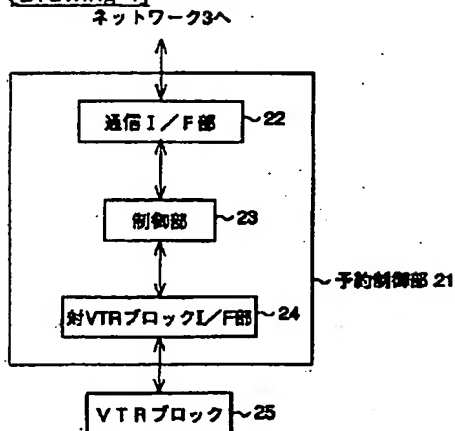 [Drawing 4]
ネットワーク3へ
通信I／F部 22
制御部 23
予約制御部 21
対VTRブロックI／F部 24
VTRブロック 25